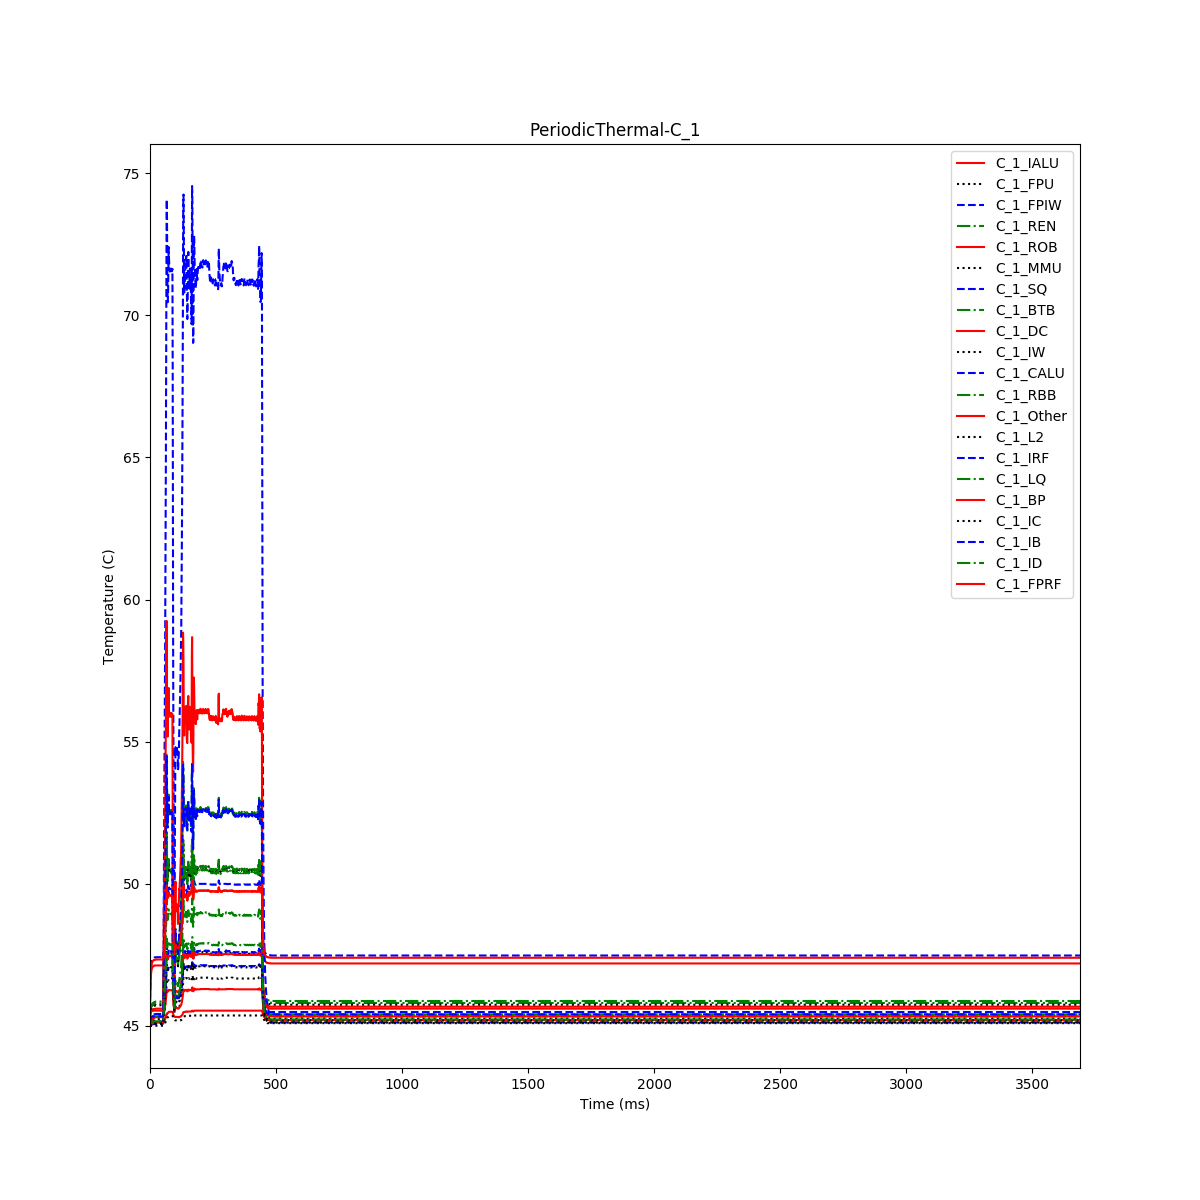 PeriodicThermal-C_1
75
70
65
60
55
50
45
Temperature (C)
0
500
1000
1500
2000
2500
3000
3500
Time (ms)
C_1_IALU
C_1_FPU
C_1_FPIW
C_1_REN
C_1_ROB
C_1_MMU
C_1_SQ
C_1_BTB
C_1_DC
C_1_IW
C_1_CALU
C_1_RBB
C_1_Other
C_1_L2
C_1_IRF
C_1_LQ
C_1_BP
C_1_IC
C_1_IB
C_1_ID
C_1_FPRF